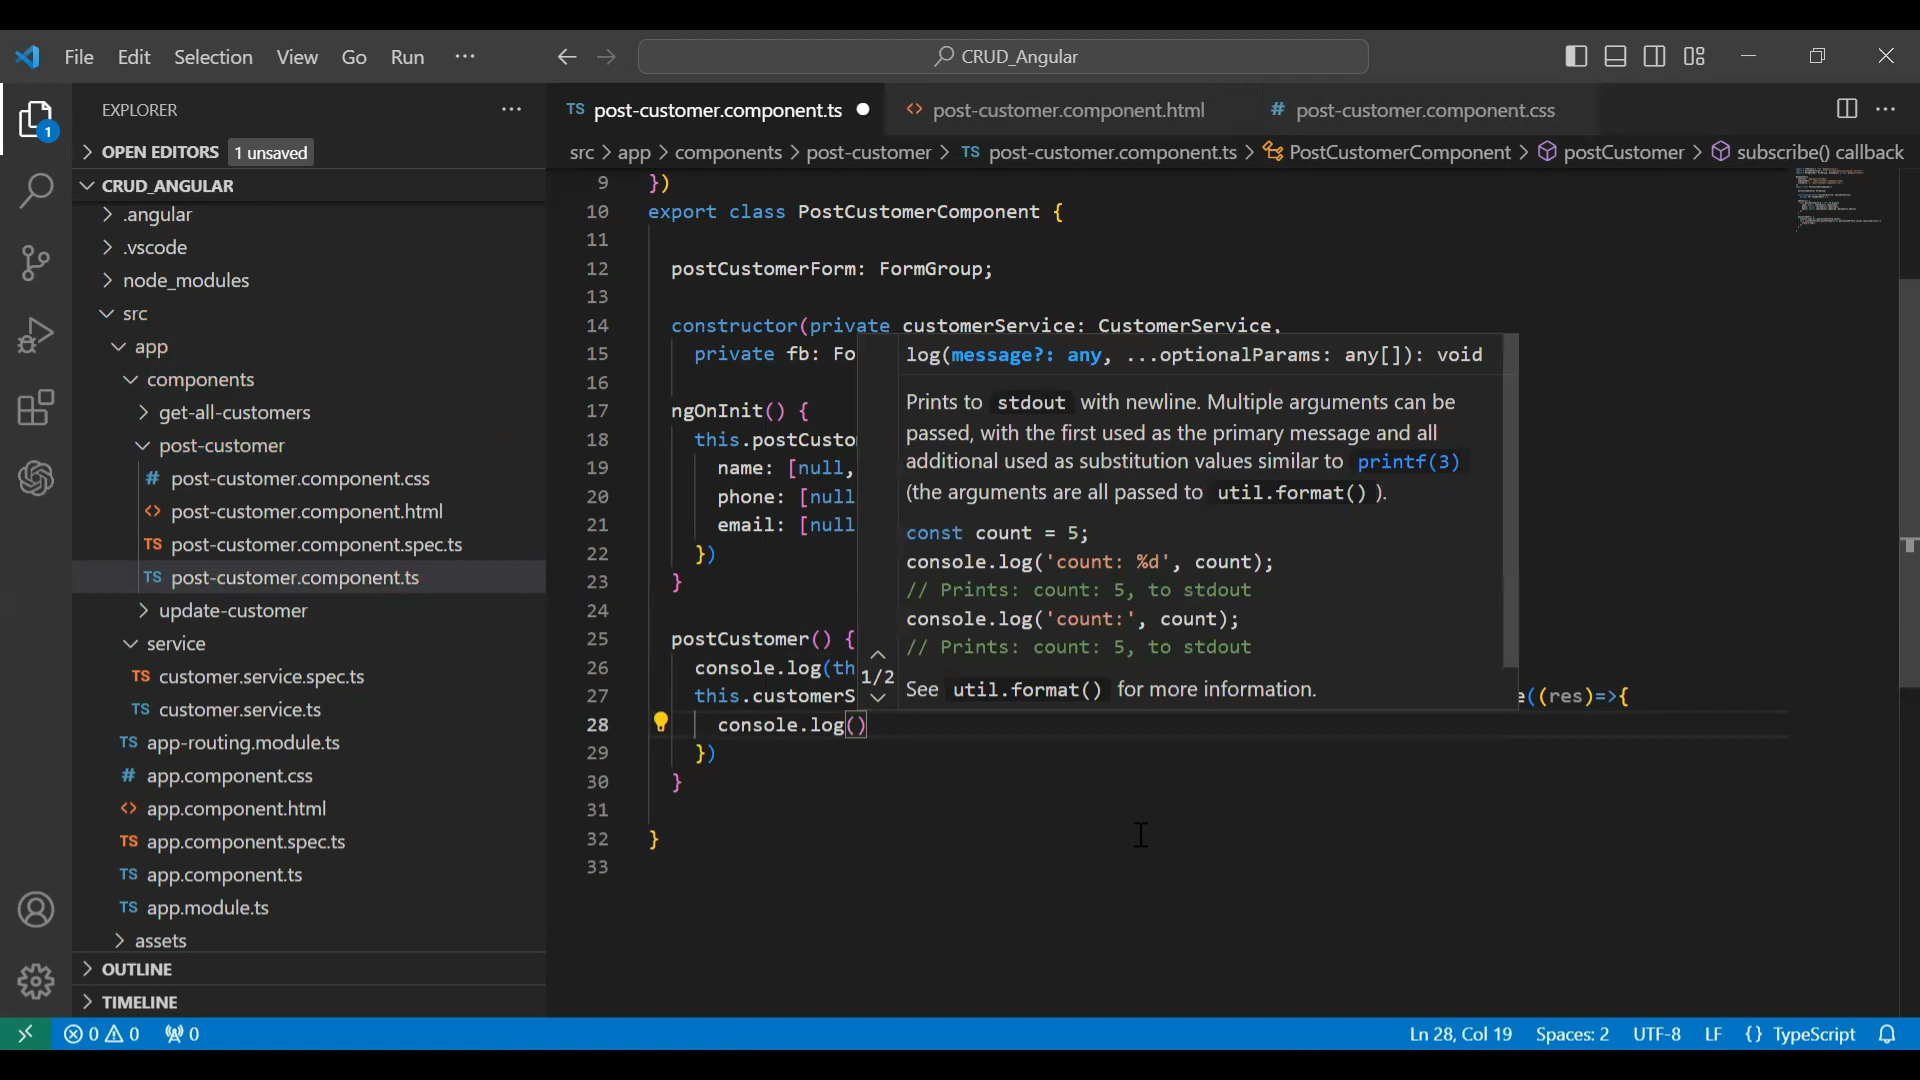 File Edit Selection View Go Run ···
CRUD_Angular
EXPLORER
1
OPEN EDITORS 1 unsaved
CRUD_ANGULAR
.angular
.vscode
node_modules
src
app
components
get-all-customers
post-customer
# post-customer.component.css
<> post-customer.component.html
TS post-customer.component.spec.ts
TS post-customer.component.ts
update-customer
service
TS customer.service.spec.ts
TS customer.service.ts
TS app-routing.module.ts
# app.component.css
<> app.component.html
TS app.component.spec.ts
TS app.component.ts
TS app.module.ts
assets
OUTLINE
TIMELINE
TS post-customer.component.ts ● <> post-customer.component.html # post-customer.component.css
src > app > components > post-customer > TS post-customer.component.ts > PostCustomerComponent > postCustomer > subscribe() callback
9 })
10 export class PostCustomerComponent {
11
12 postCustomerForm: FormGroup;
13
14 constructor(private customerService: CustomerService,
15 private fb: Fo
16
17 ngOnInit() {
18 this.postCusto
19 name: [null,
20 phone: [null
21 email: [null
22 })
23 }
24
25 postCustomer() {
26 console.log(th
27 this.customerS e((res)=>{
28 console.log()
29 })
30 }
31
32 }
33
1/2
log(message?: any, ...optionalParams: any[]): void
Prints to stdout with newline. Multiple arguments can be
passed, with the first used as the primary message and all
additional used as substitution values similar to printf(3)
(the arguments are all passed to util.format() ).
const count = 5;
console.log('count: %d', count);
// Prints: count: 5, to stdout
console.log('count:', count);
// Prints: count: 5, to stdout
See util.format() for more information.
0 0 0 Ln 28, Col 19 Spaces: 2 UTF-8 LF {} TypeScript